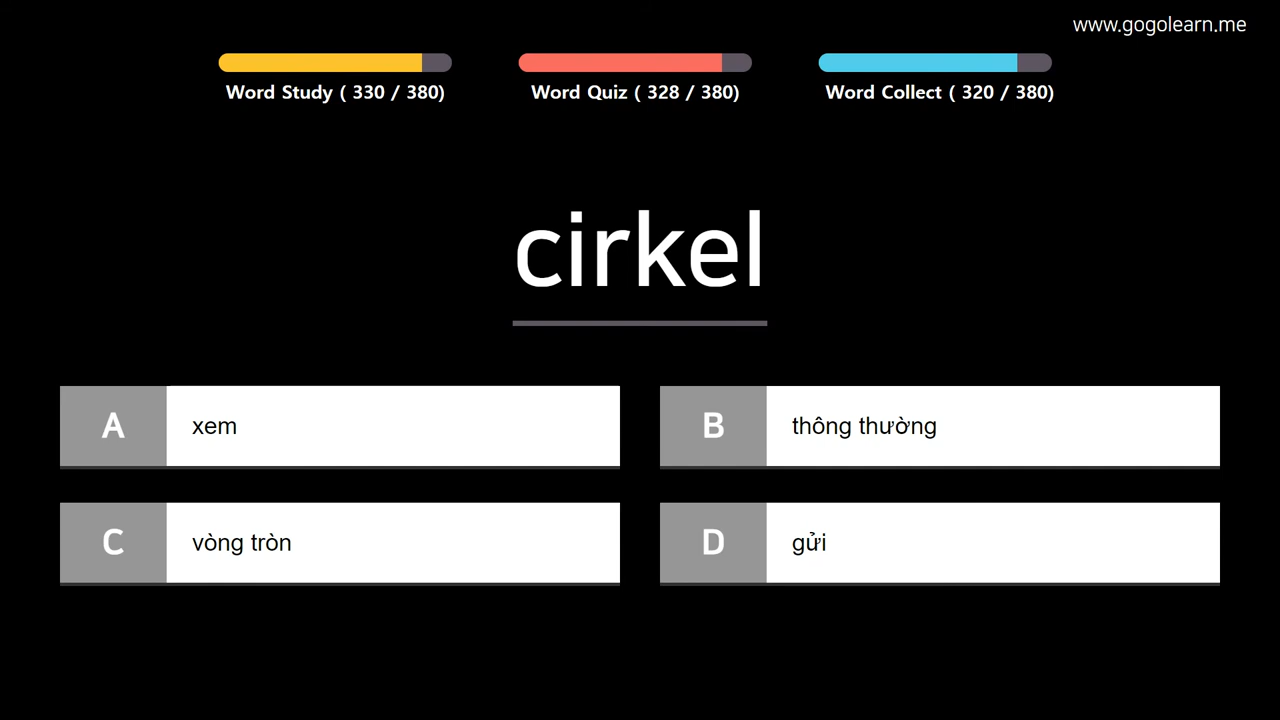 www.gogolearn.me
Word Study ( 330 / 380)
Word Quiz ( 328 / 380)
Word Collect ( 320 / 380)
cirkel
A xem
B thông thường
C vòng tròn
D gửi